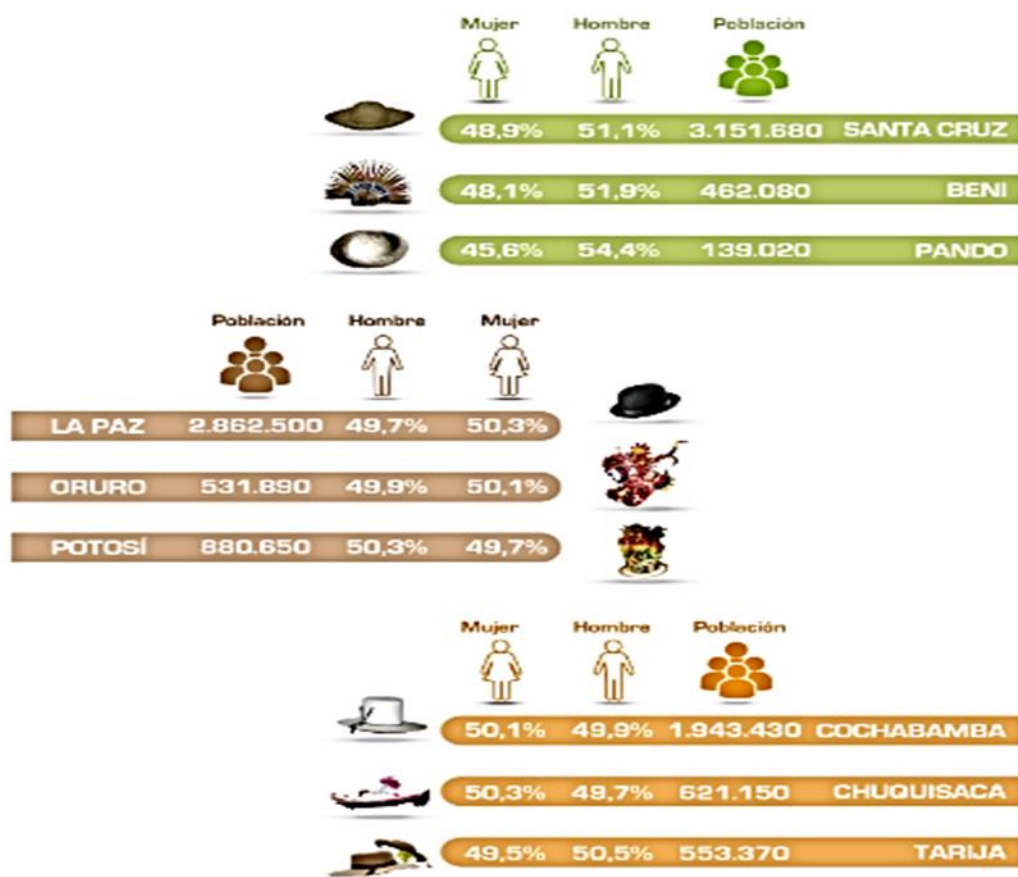 Mujer Hombre Población
48,9% 51,1% 3.151.680 SANTA CRUZ
48,1% 51,9% 462.080 BENI
45,6% 54,4% 139.020 PANDO
Población Hombre Mujer
LA PAZ 2.862.500 49,7% 50,3%
ORURO 531.890 49,9% 50,1%
POTOSÍ 880.650 50,3% 49,7%
Mujer Hombre Población
50,1% 49,9% 1.943.430 COCHABAMBA
50,3% 49,7% 621.150 CHUQUISACA
49,5% 50,5% 553.370 TARIJA